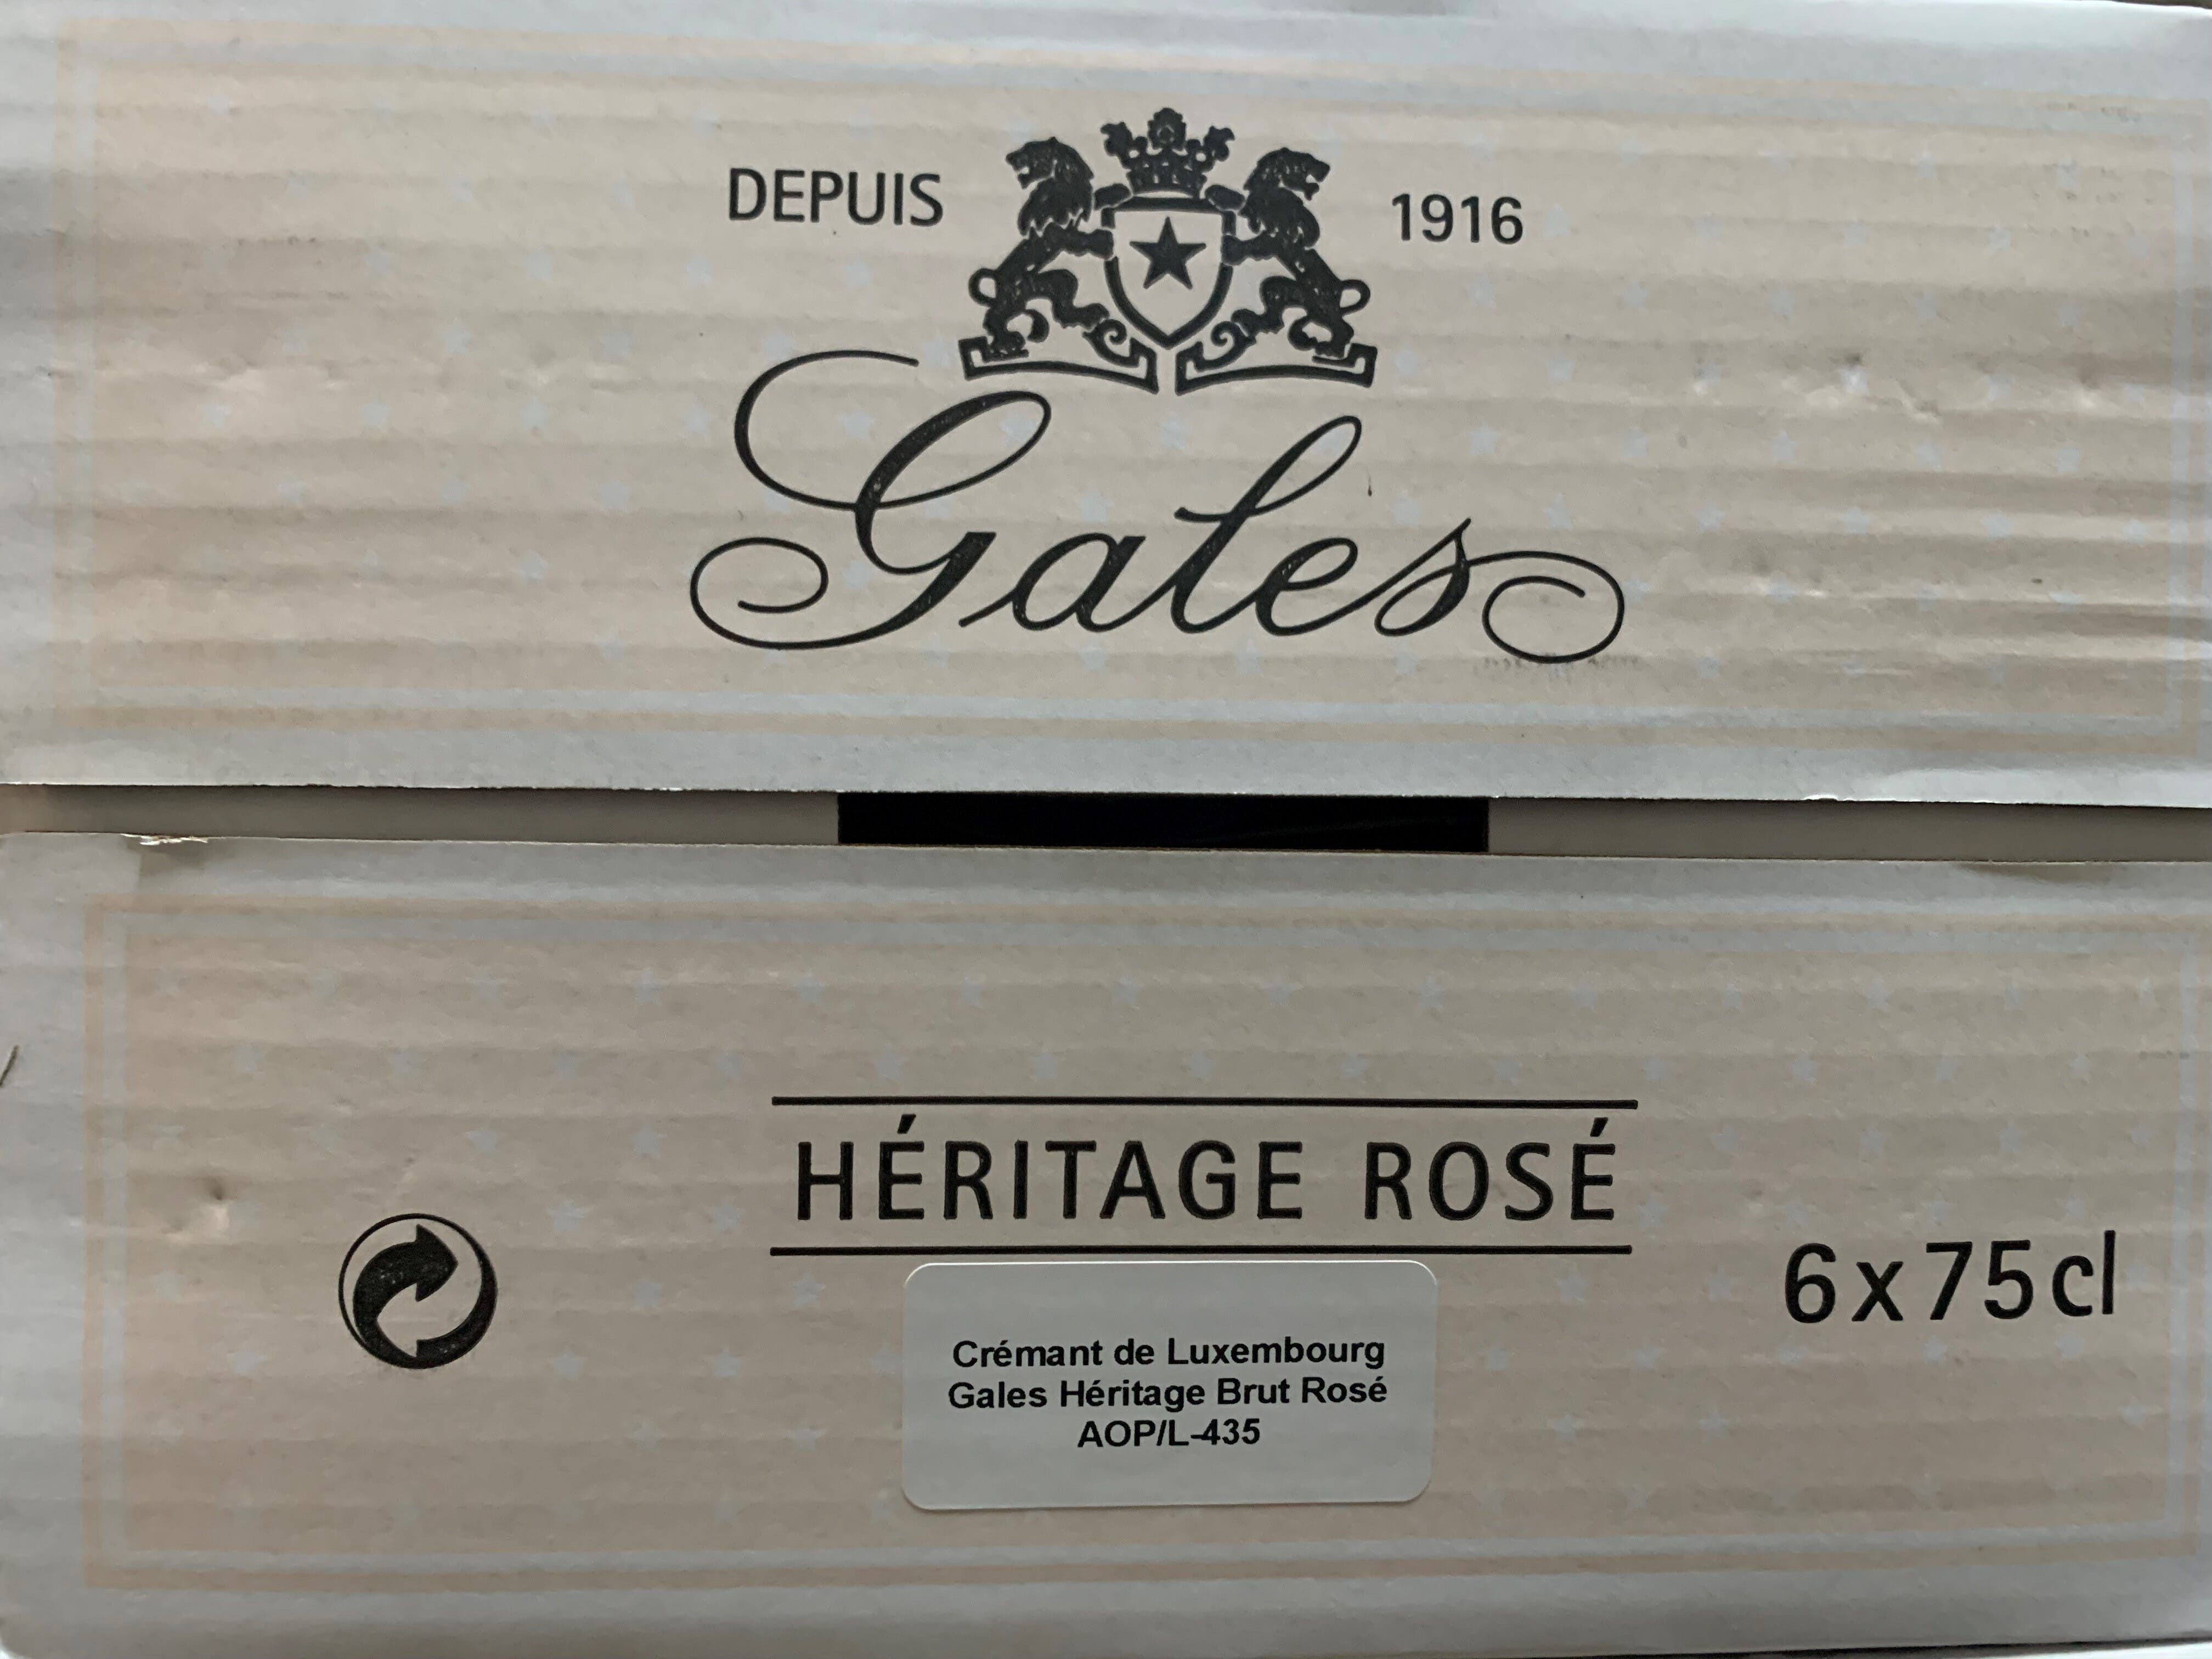 DEPUIS 1916
Gales
HÉRITAGE ROSÉ
6x75cl
Crémant de Luxembourg
Gales Héritage Brut Rosé
AOP/L-435